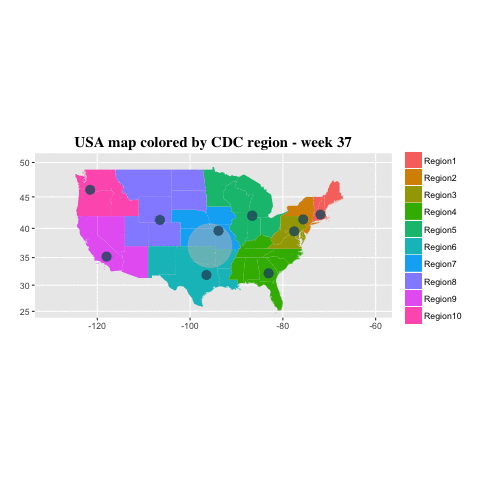 USA map colored by CDC region - week 37
50
45
40
35
30
25
-120
-100
-80
-60
Region1
Region2
Region3
Region4
Region5
Region6
Region7
Region8
Region9
Region10